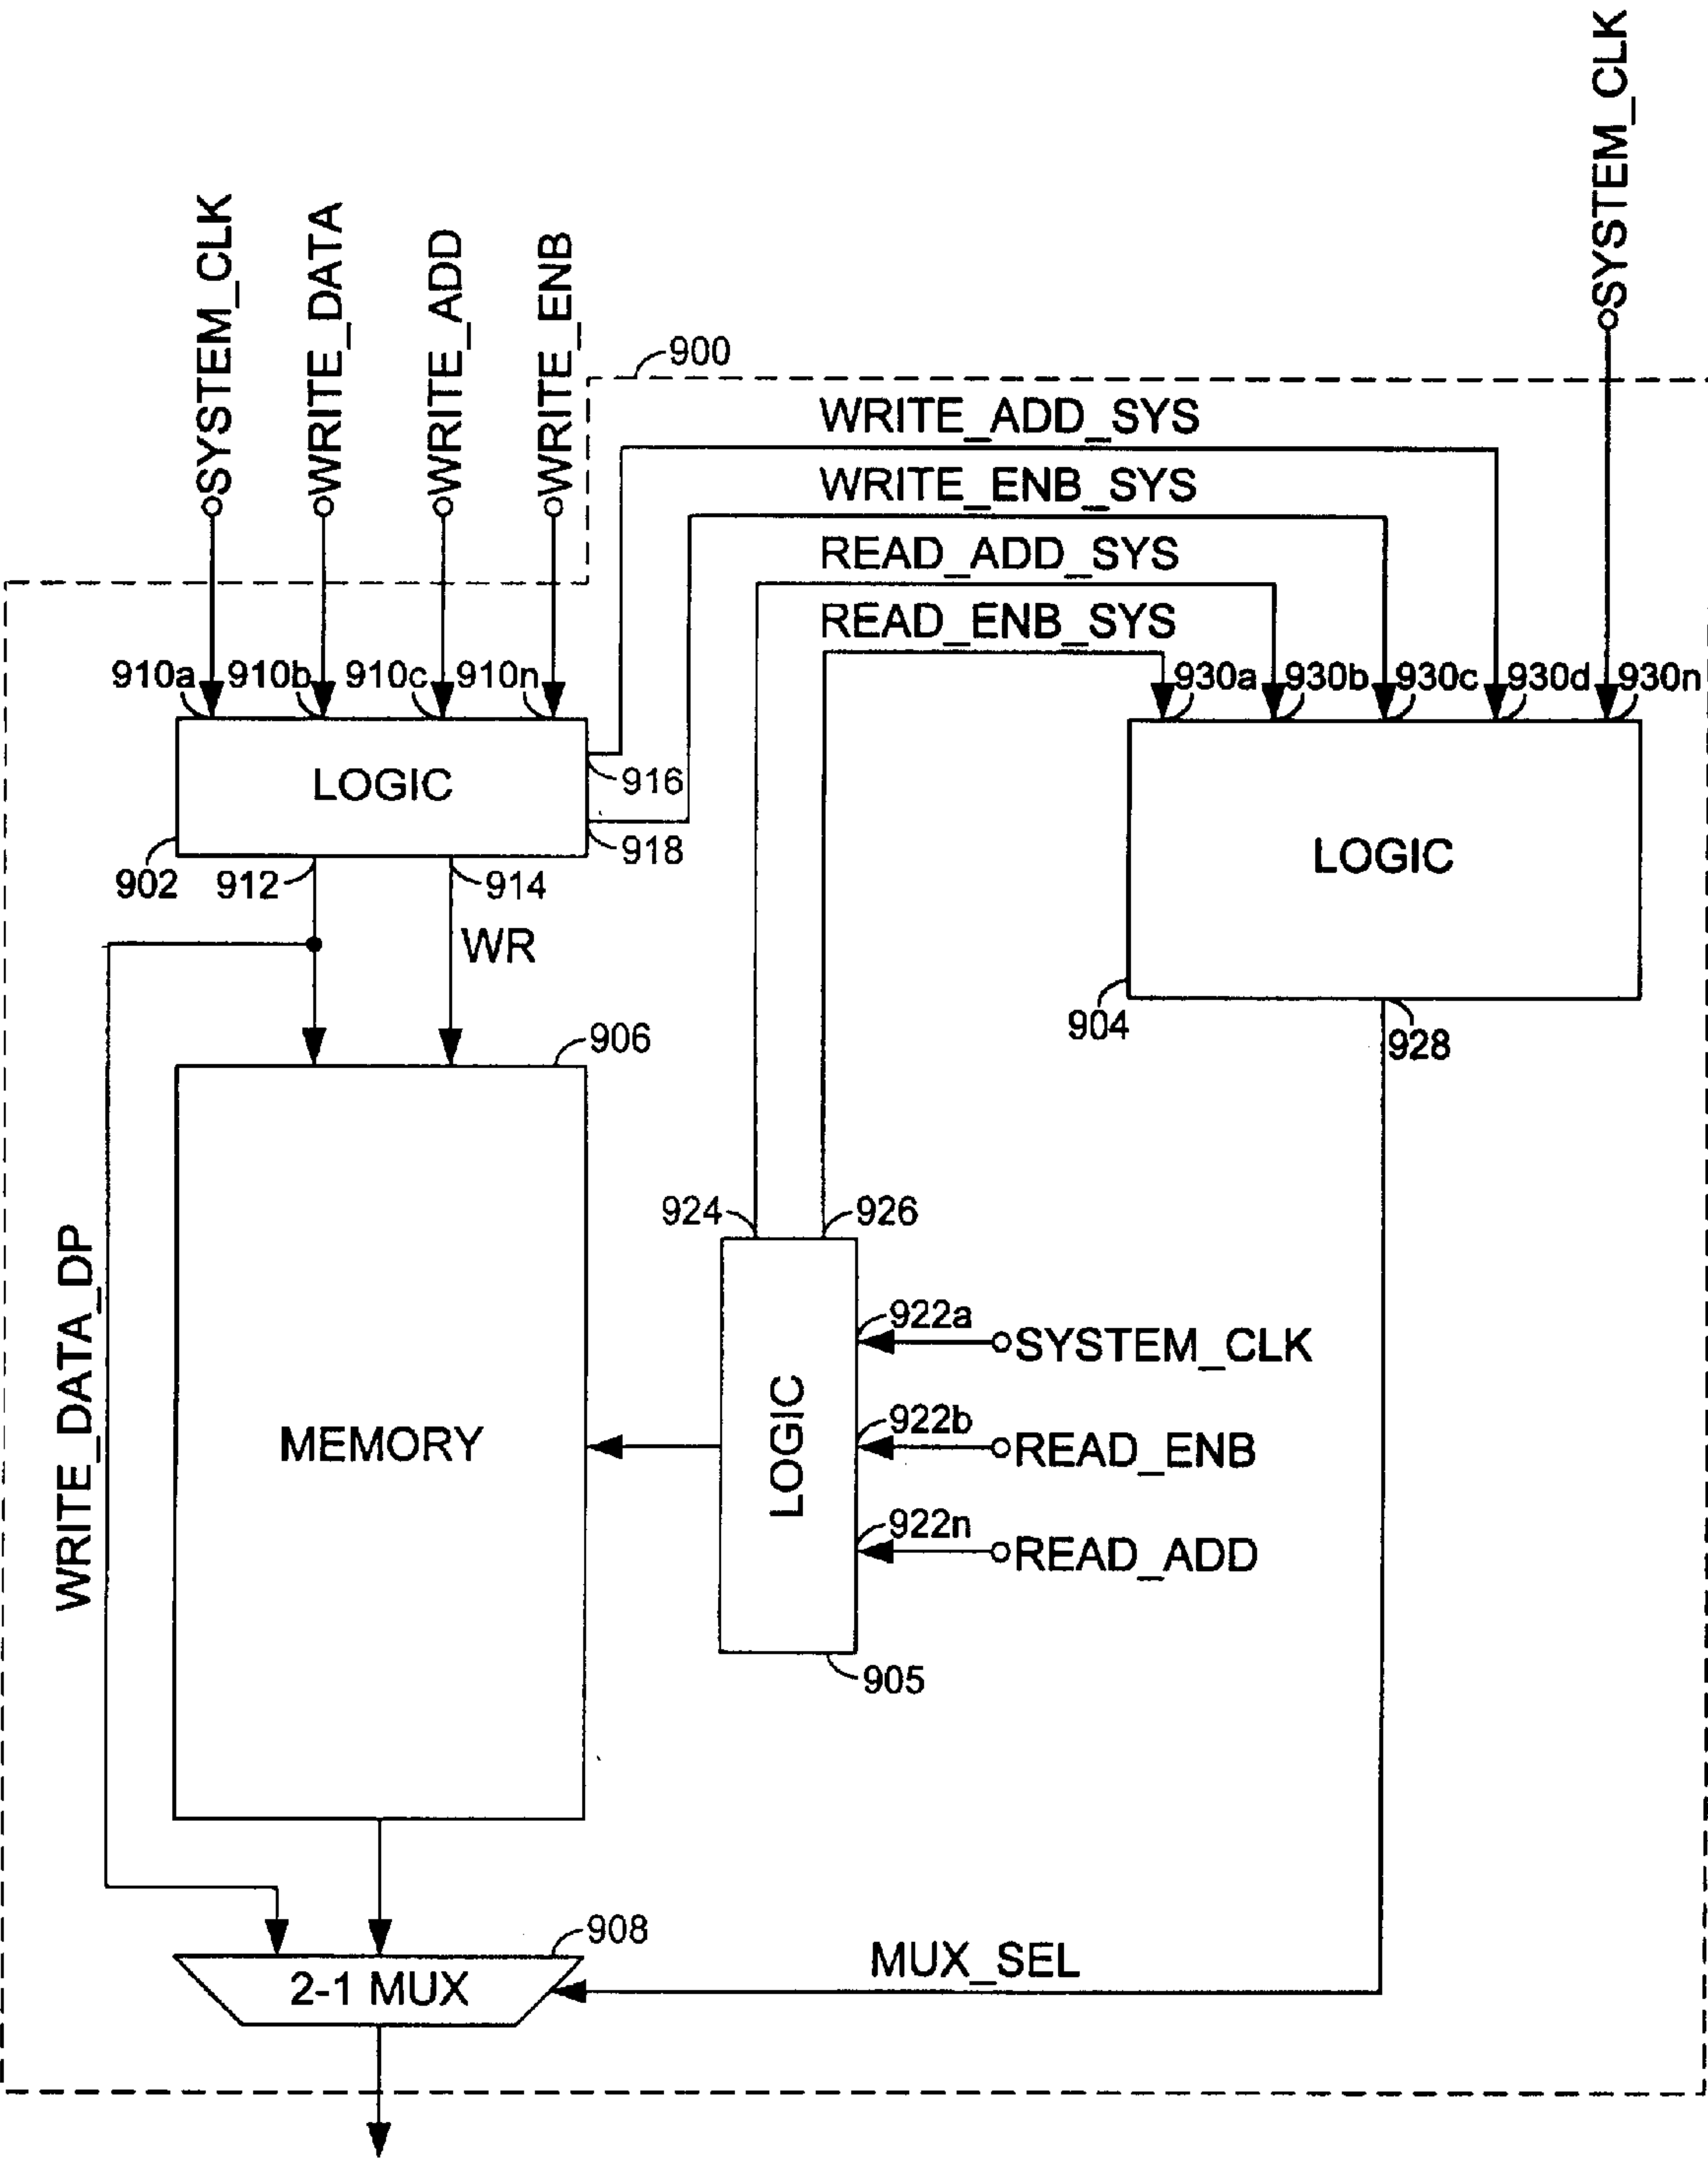 SYSTEM_CLK
SYSTEM_CLK
WRITE_DATA
WRITE_ADD
WRITE_ENB
900
WRITE_ADD_SYS
WRITE_ENB_SYS
READ_ADD_SYS
READ_ENB_SYS
910a 910b 910c 910n
930a 930b 930c 930d 930n
LOGIC
916
918
902 912 914
WR
LOGIC
904
928
906
MEMORY
WRITE_DATA_DP
924 926
922a
SYSTEM_CLK
922b
READ_ENB
922n
READ_ADD
LOGIC
905
908
2-1 MUX
MUX_SEL